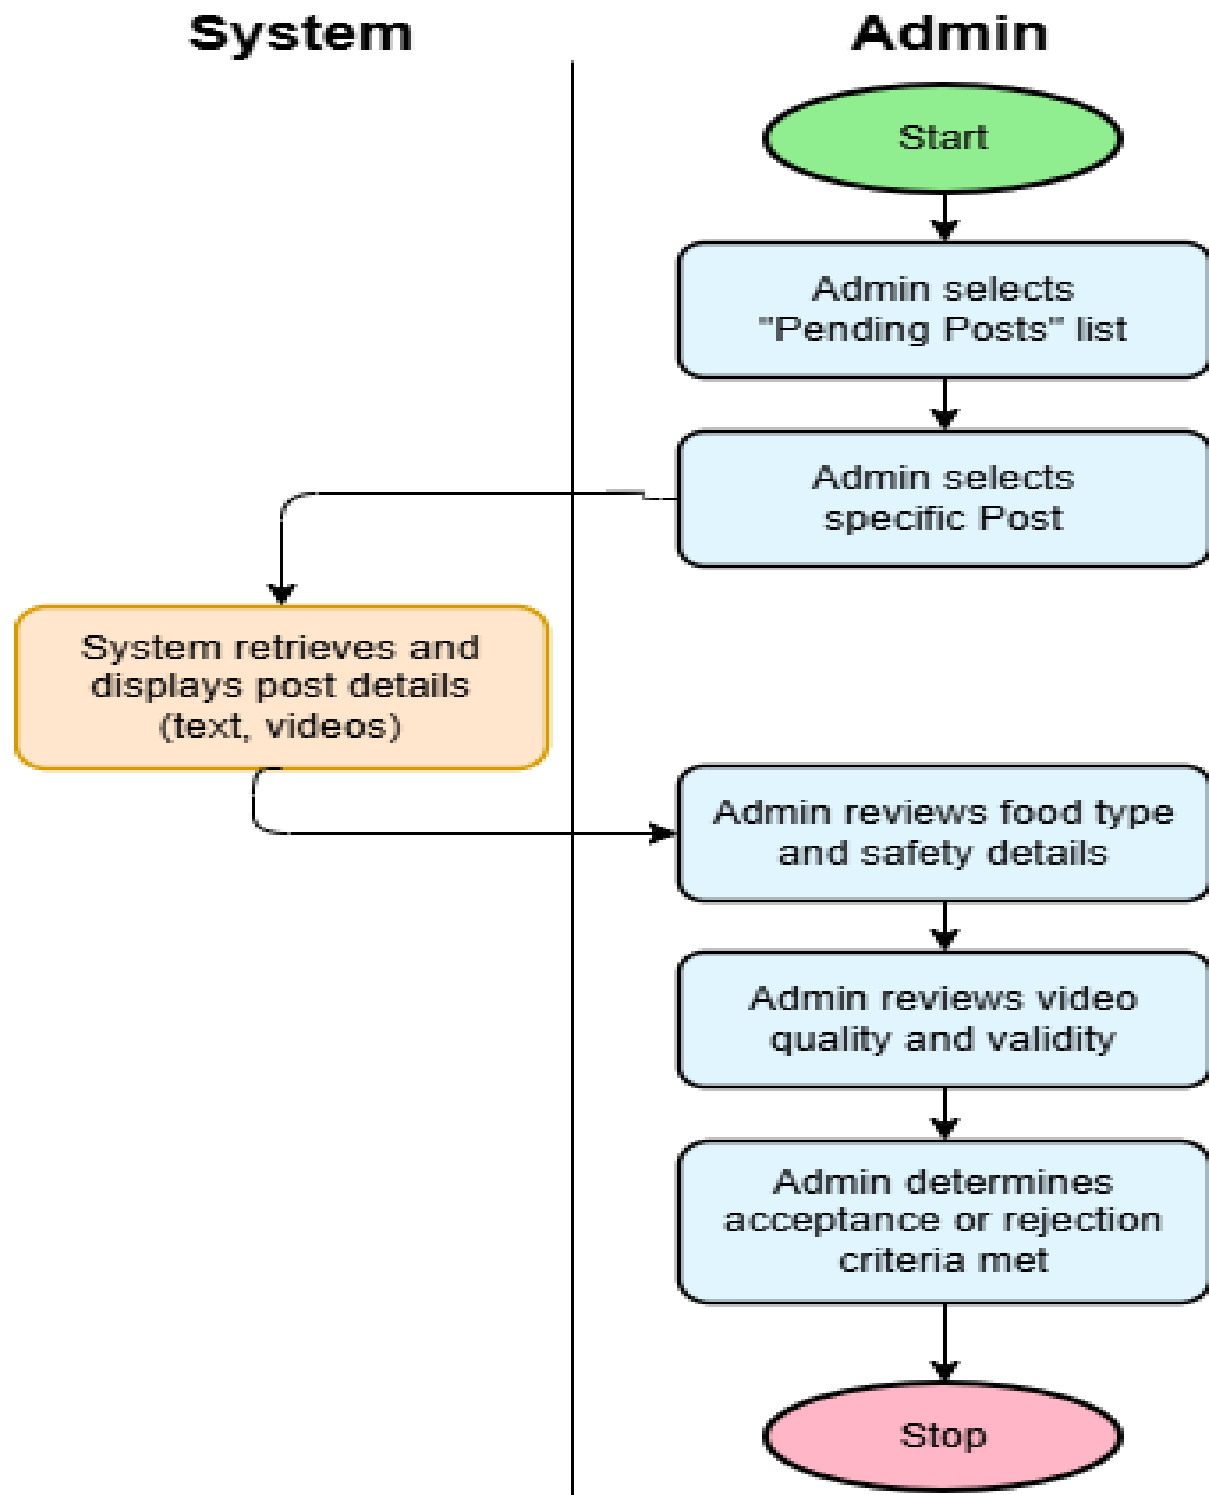 System
Admin
Start
Admin selects
"Pending Posts" list
Admin selects
specific Post
System retrieves and
displays post details
(text, videos)
Admin reviews food type
and safety details
Admin reviews video
quality and validity
Admin determines
acceptance or rejection
criteria met
Stop